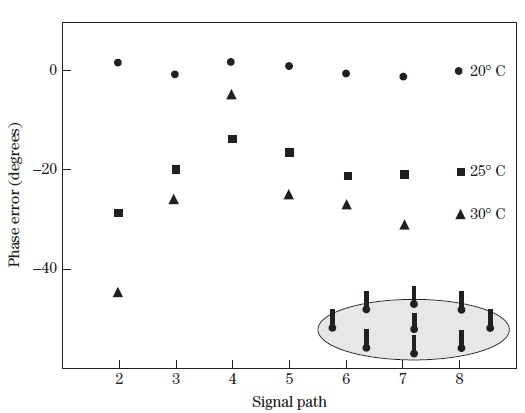 Phase error (degrees)
0
−20
−40
20° C
25° C
30° C
2 3 4 5 6 7 8
Signal path